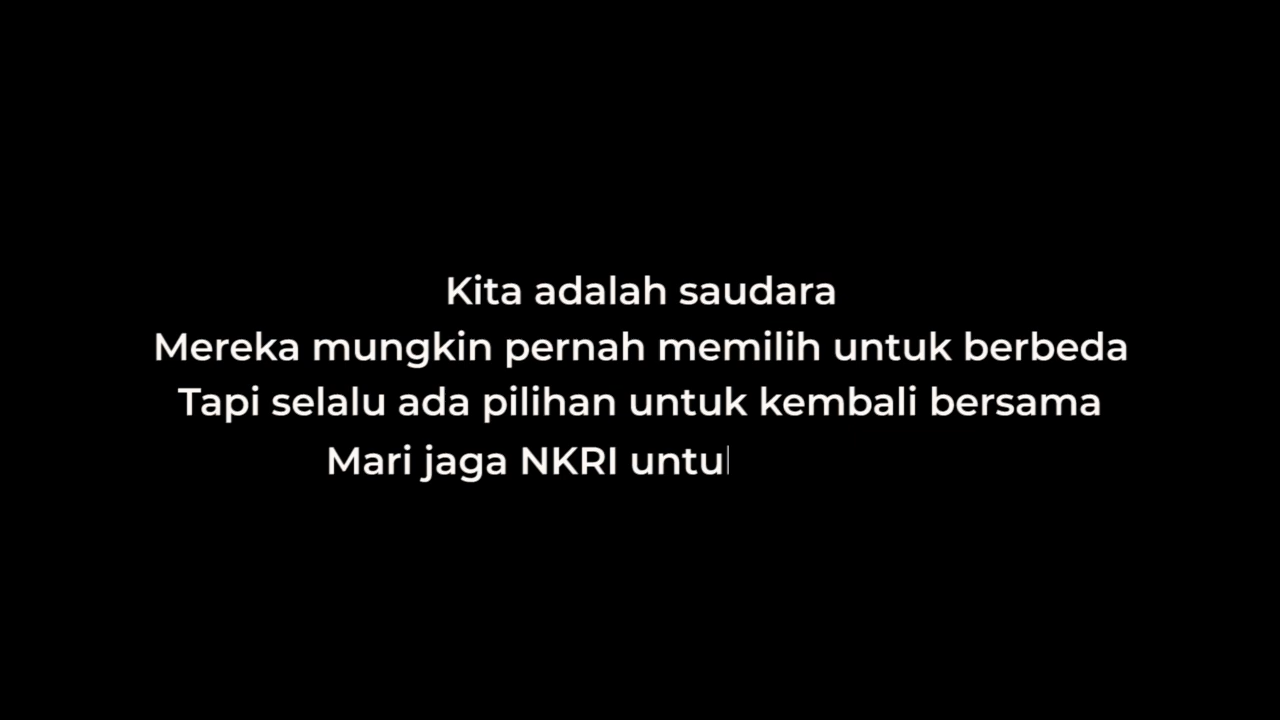 Kita adalah saudara
Mereka mungkin pernah memilih untuk berbeda
Tapi selalu ada pilihan untuk kembali bersama
Mari jaga NKRI untu